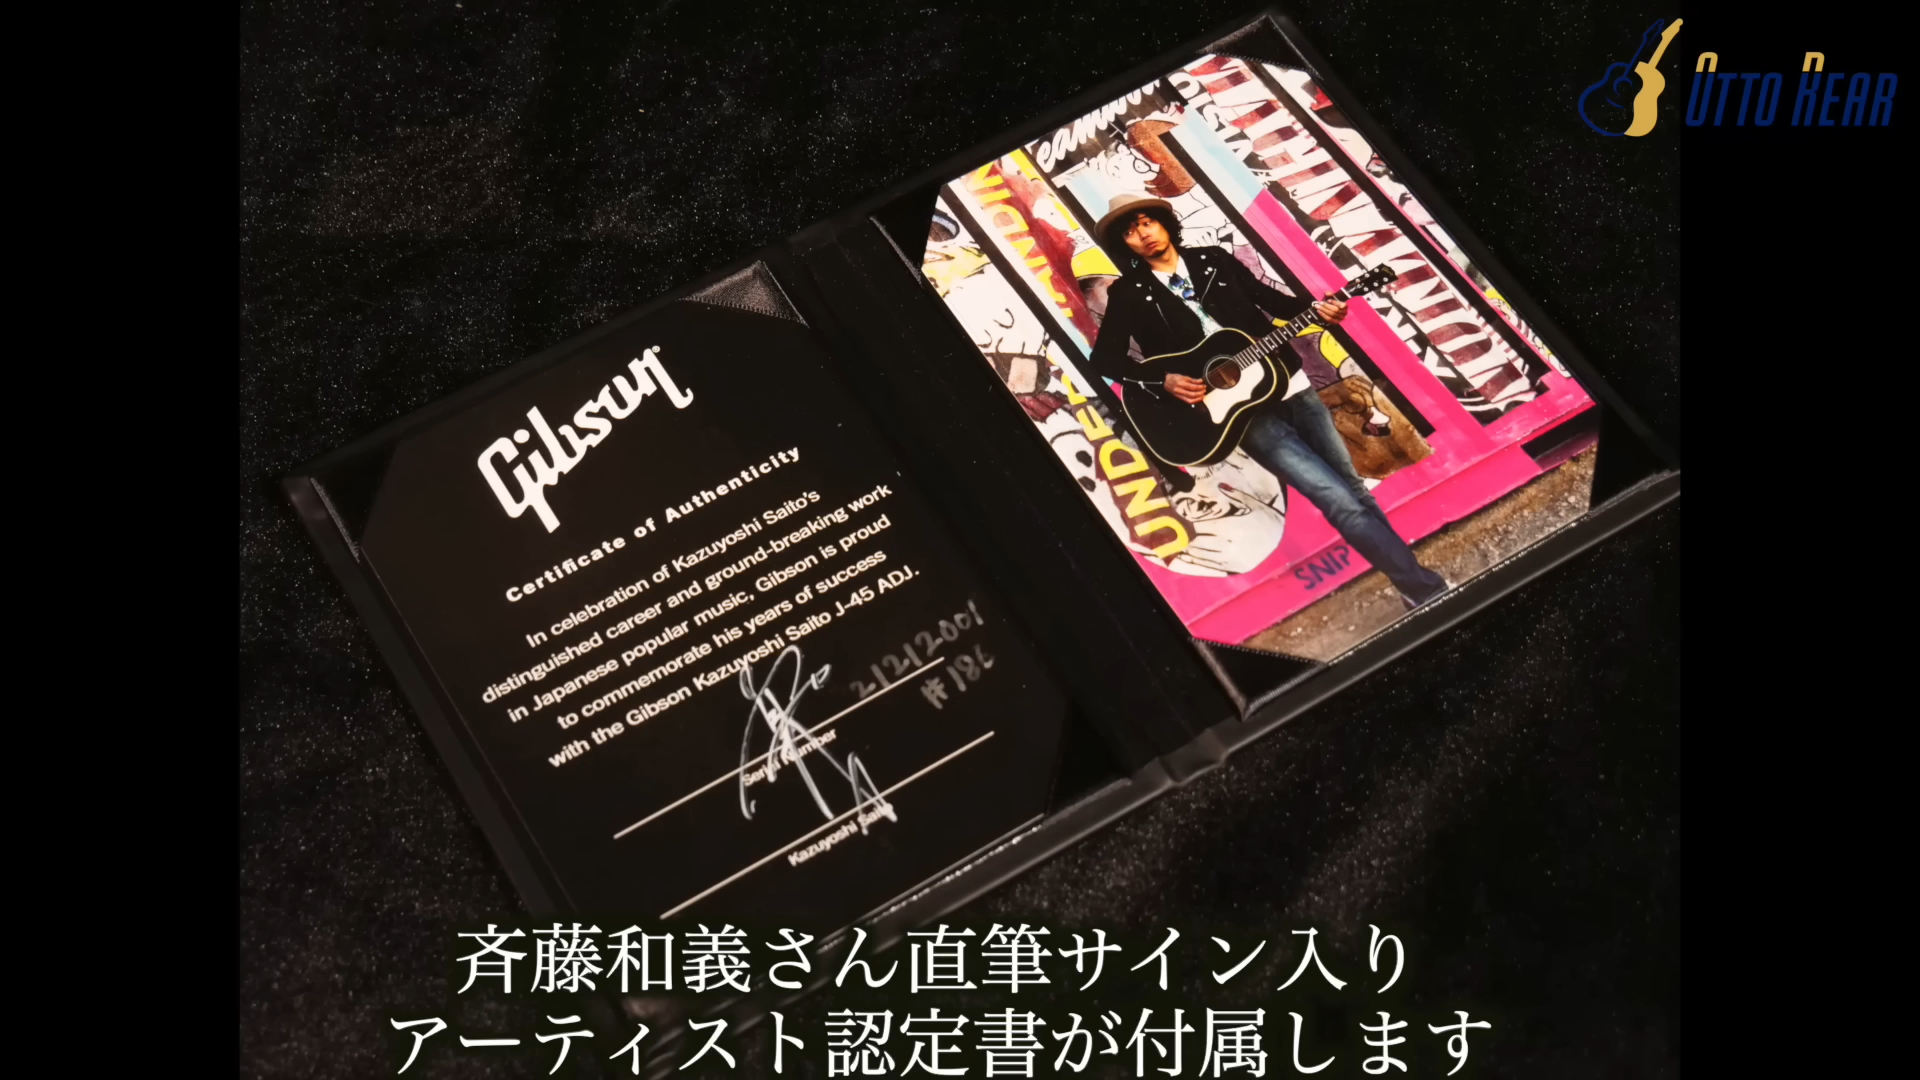 OTTO REAR
Gibson
Certificate of Authenticity
In celebration of Kazuyoshi Saito's
distinguished career and ground-breaking work
in Japanese popular music, Gibson is proud
to commemorate his years of success
with the Gibson Kazuyoshi Saito J-45 ADJ.
21212001
Serial Number
Kazuyoshi Saito
UNDER
SNIP
斉藤和義さん直筆サイン入り
アーティスト認定書が付属します